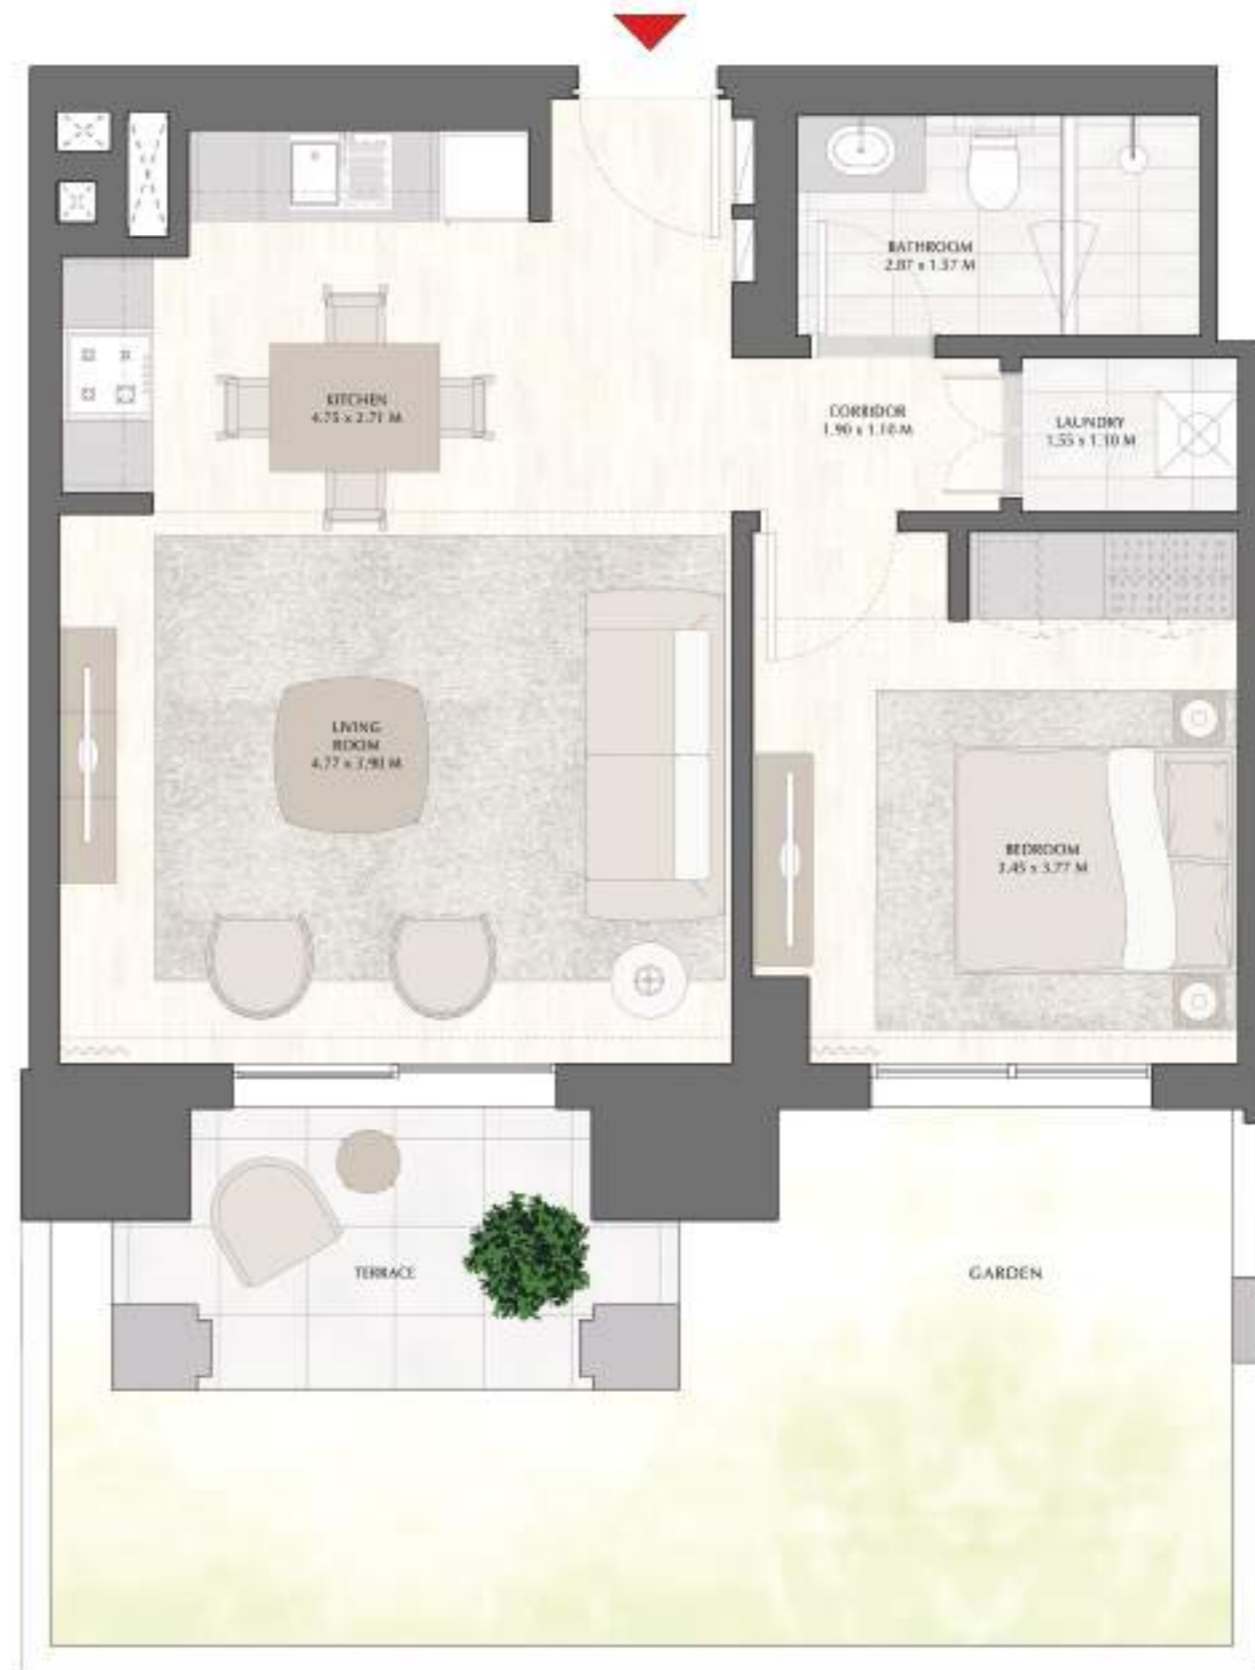 BATHROOM
2.87 x 1.57 M
KITCHEN
4.75 x 2.71 M
CORRIDOR
1.90 x 1.10 M
LAUNDRY
1.55 x 1.10 M
LIVING
ROOM
4.77 x 3.90 M
BEDROOM
3.45 x 3.77 M
TERRACE
GARDEN